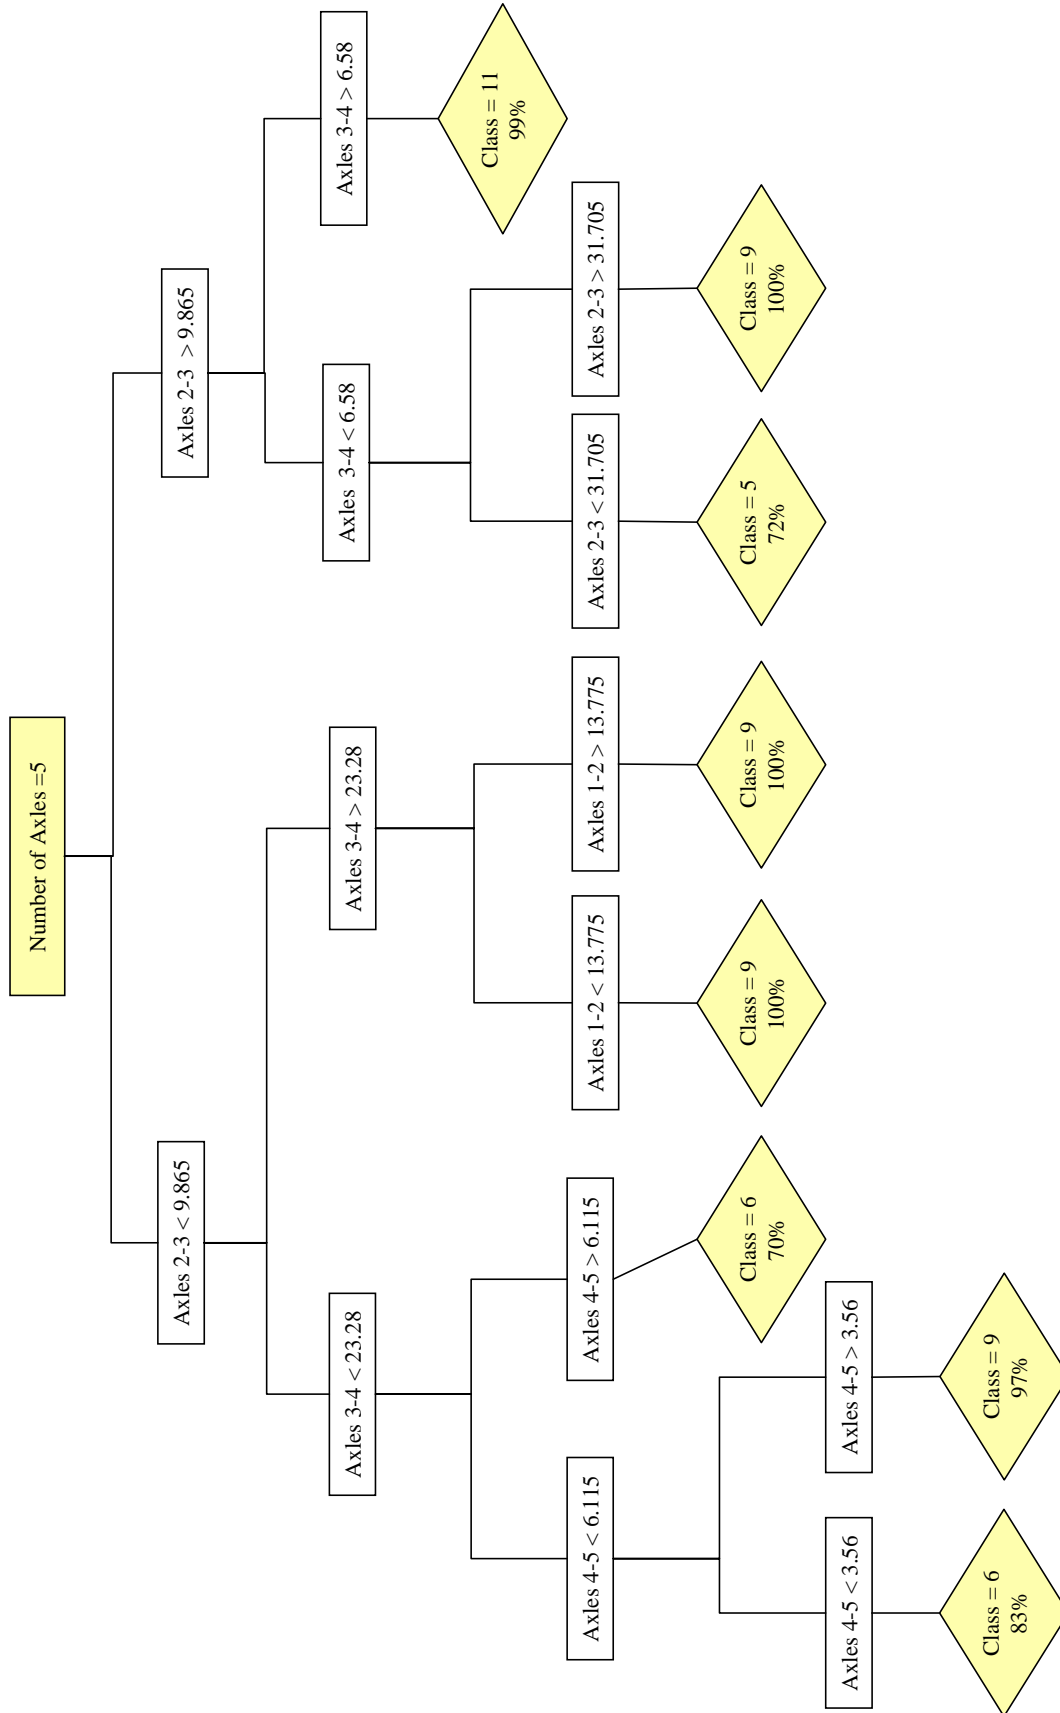 Number of Axles =5
Axles 2-3 < 9.865
Axles 2-3  > 9.865
Axles 3-4 < 23.28
Axles 3-4 > 23.28
Axles  3-4 < 6.58
Axles 3-4 > 6.58
Class = 11
99%
Axles 4-5 < 6.115
Axles 4-5 > 6.115
Axles 1-2 < 13.775
Axles 1-2 > 13.775
Axles 2-3 < 31.705
Axles 2-3 > 31.705
Class = 6
70%
Class = 9
100%
Class = 9
100%
Class = 5
72%
Class = 9
100%
Axles 4-5 < 3.56
Axles 4-5 > 3.56
Class = 6
83%
Class = 9
97%